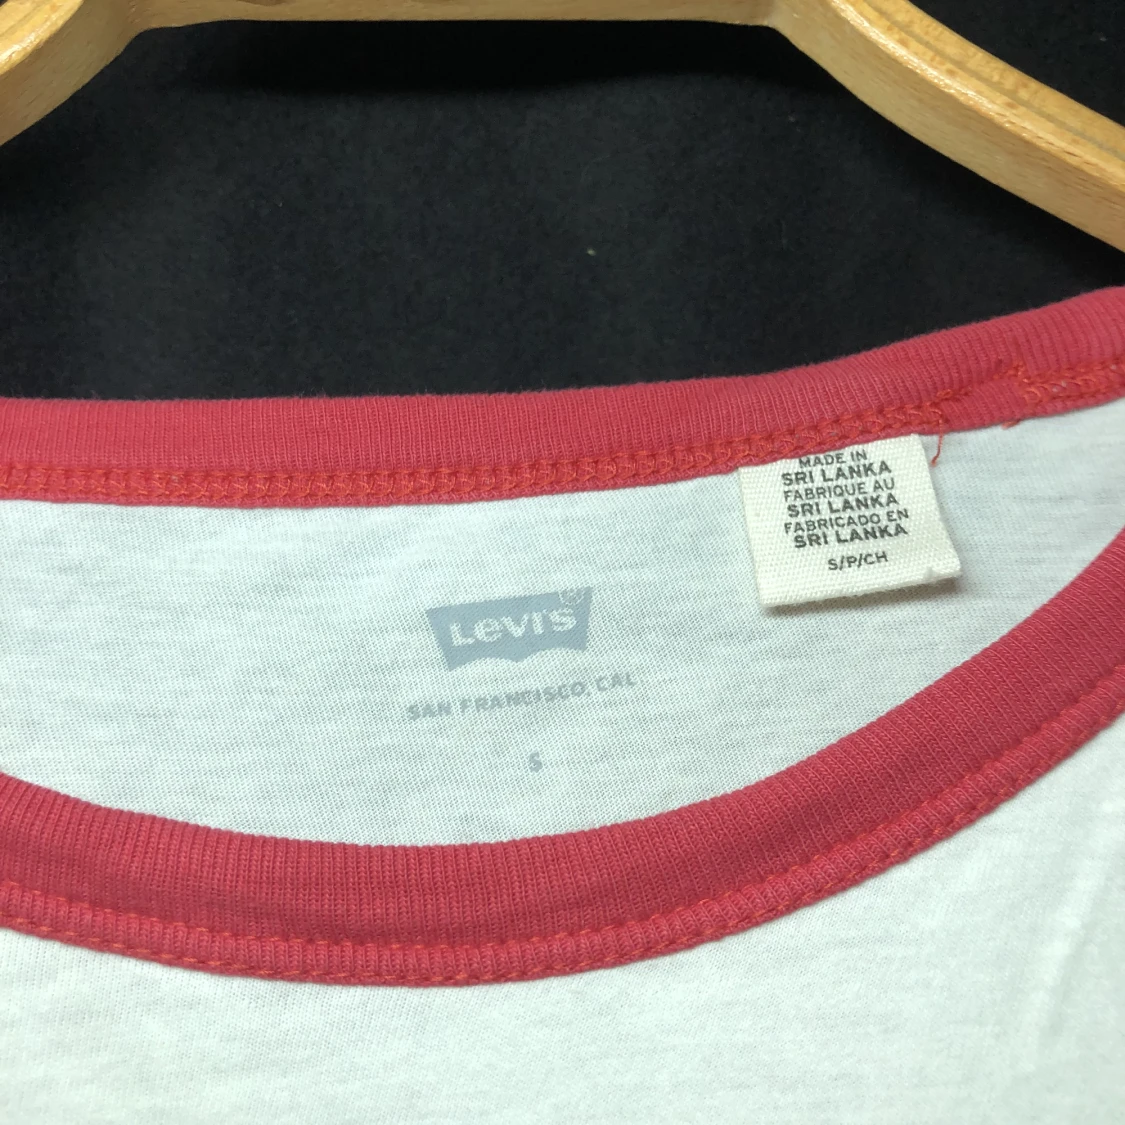 MADE IN
SRI LANKA
FABRIQUE AU
SRI LANKA
FABRICADO EN
SRI LANKA
S/P/CH
Levi's®
SAN FRANCISCO, CAL
S